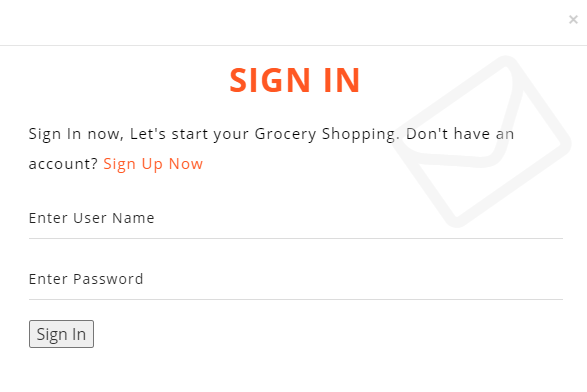 ×
SIGN IN
Sign In now, Let's start your Grocery Shopping. Don't have an
account? Sign Up Now
Enter User Name
Enter Password
Sign In